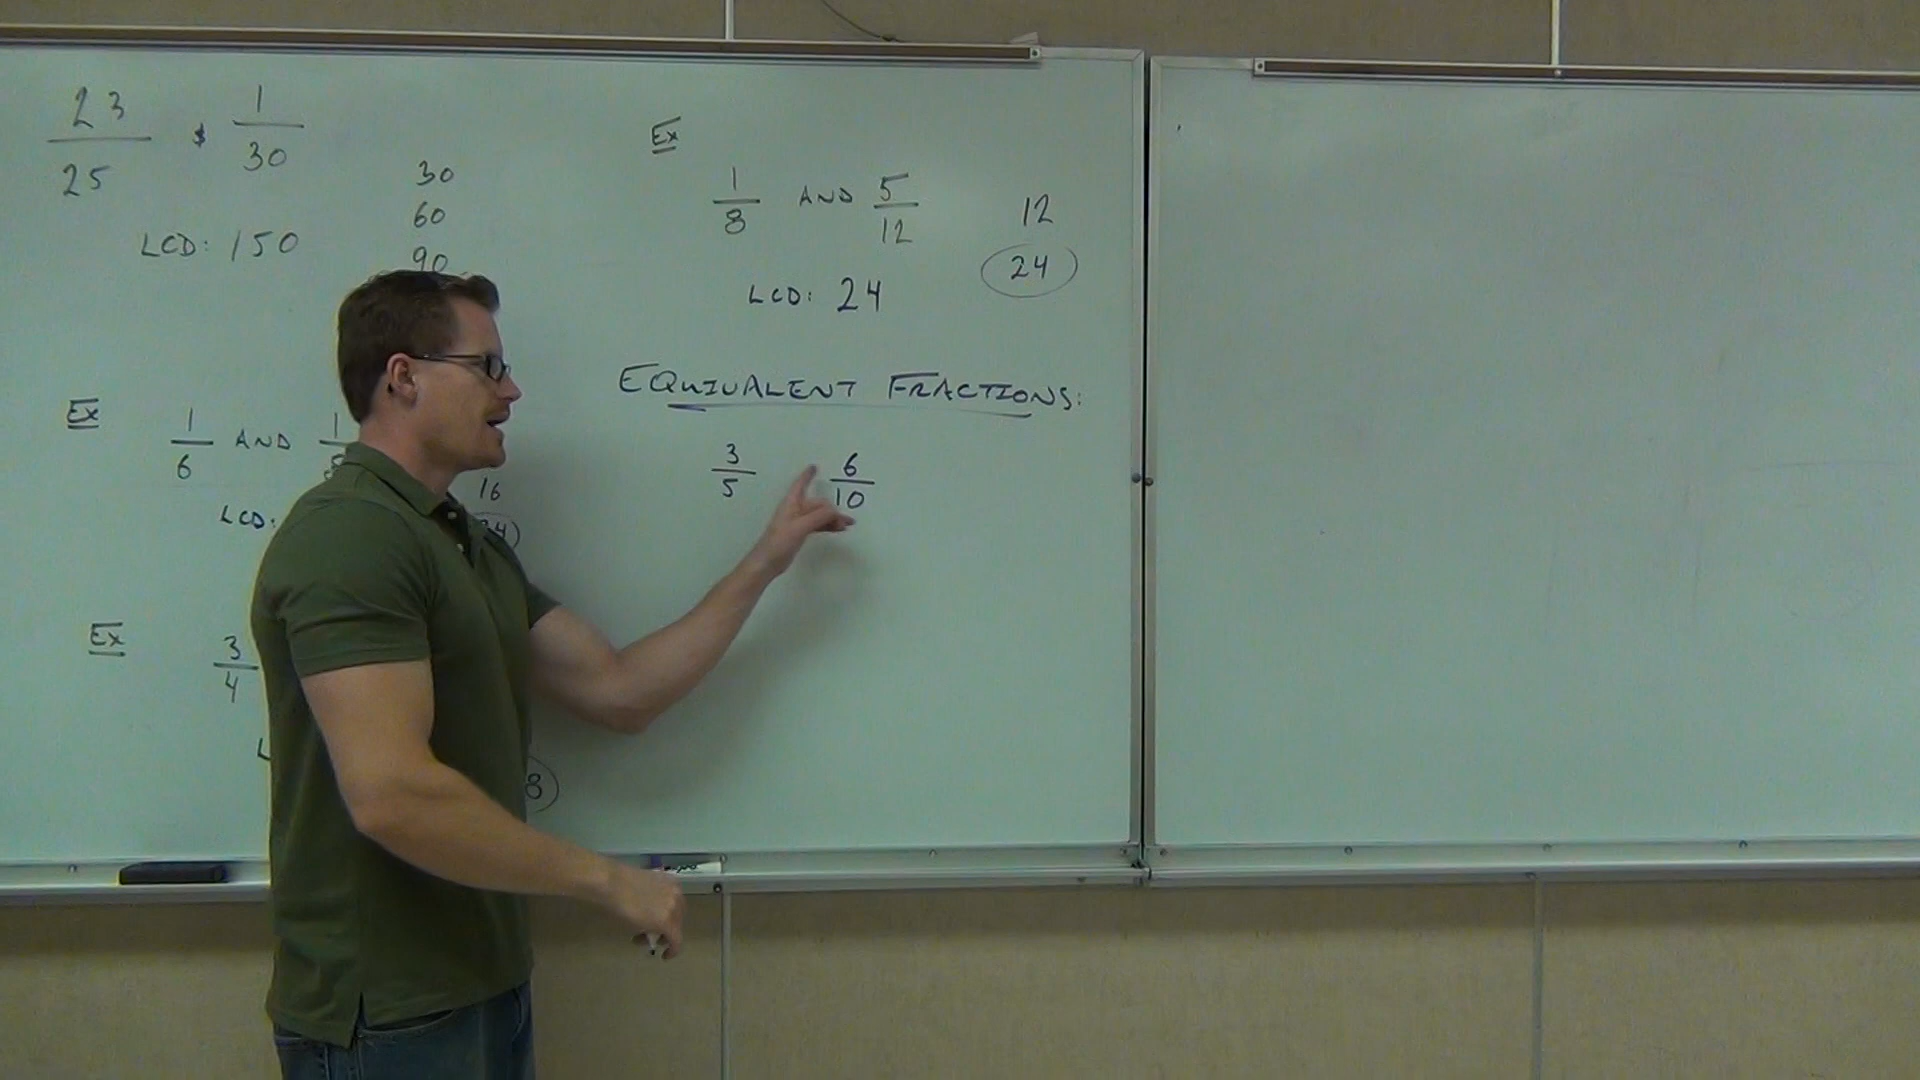 23/25 & 1/30
30
60
90
LCD: 150
Ex
1/6 AND 1/8
16
24
LCD:
Ex
3/4
8
Ex
1/8 AND 5/12
12
24
LCD: 24
EQUIVALENT FRACTIONS:
3/5 6/10